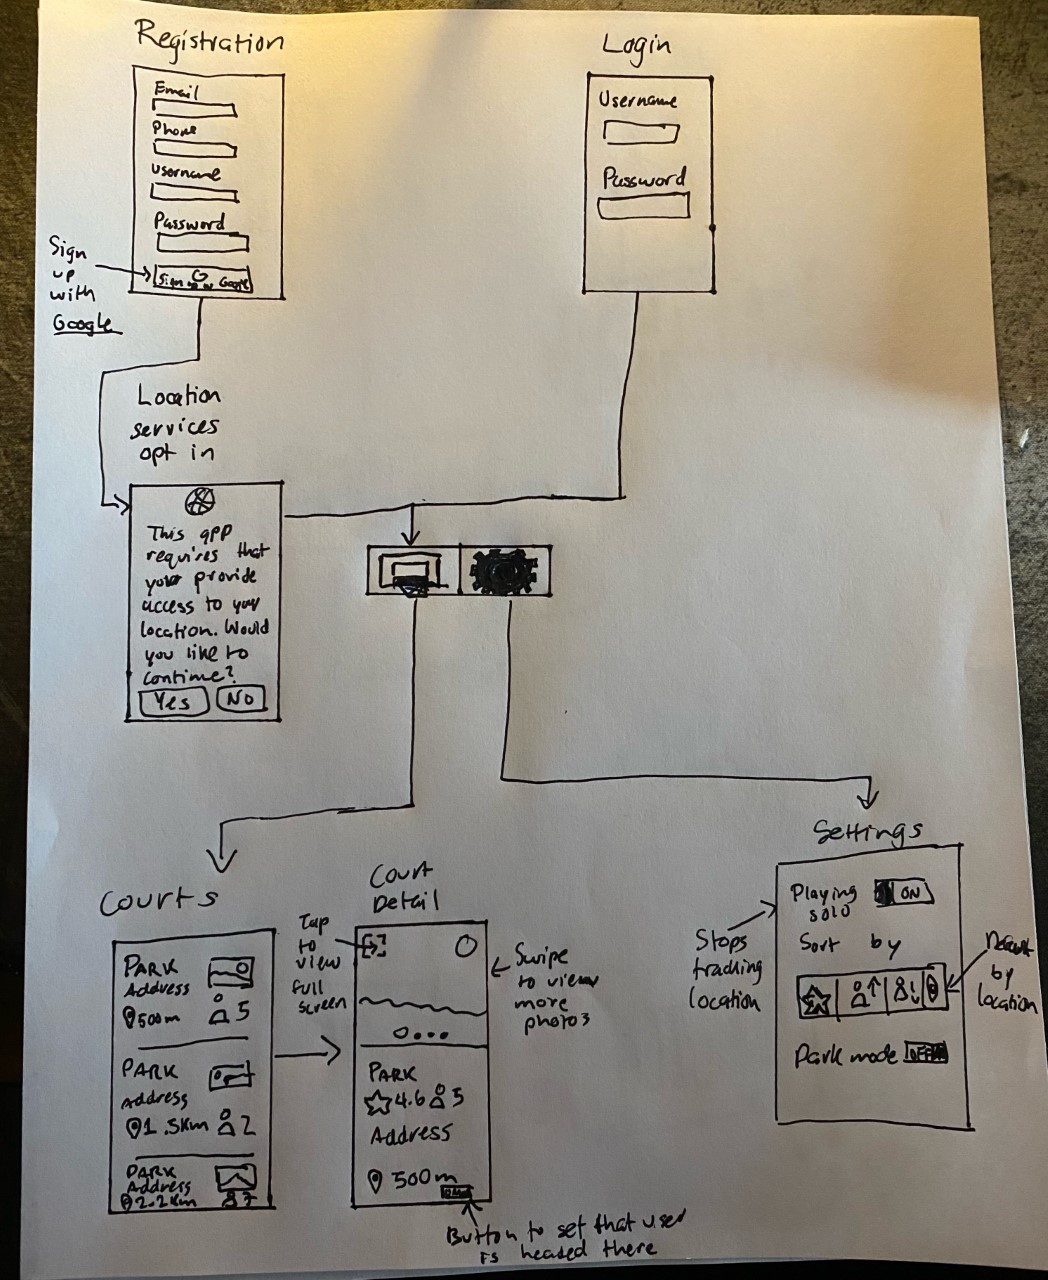 Registration
Email
Phone
Username
Password
Sign up w Google
Sign
up
with
Google
Login
Username
Password
Location
services
opt in
This app
requires that
you provide
access to your
location. Would
you like to
continue?
Yes
No
Courts
PARK
Address
500m 5
PARK
Address
1.5Km 2
PARK
Address
2.2Km 7
Tap
to
view
full
screen
Court
Detail
PARK
4.6 5
Address
500m
Swipe
to view
more
photos
Button to set that user
is headed there
Settings
Playing
solo
ON
Sort by
Park mode OFF
Stops
tracking
location
by
location